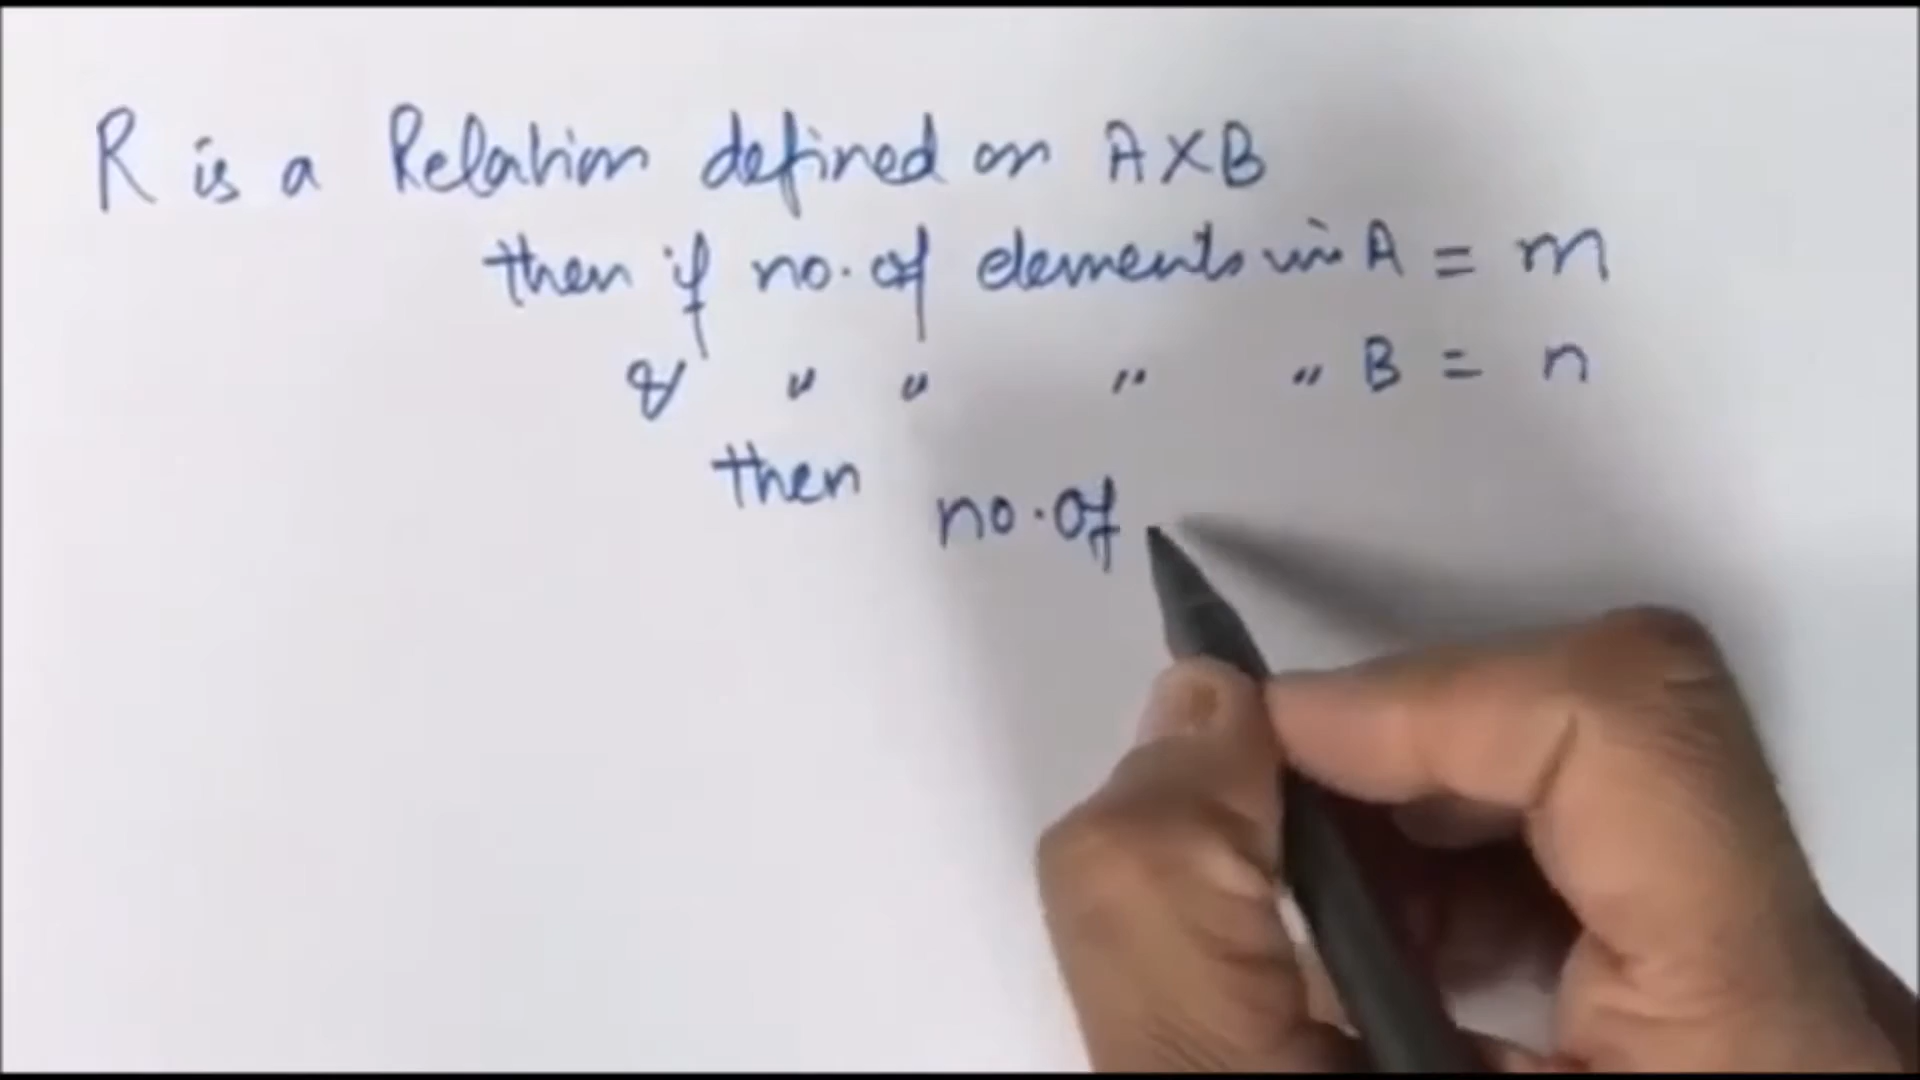 R is a Relation defined on A×B
then if no. of elements in A = m
& " " " " B = n
then no. of